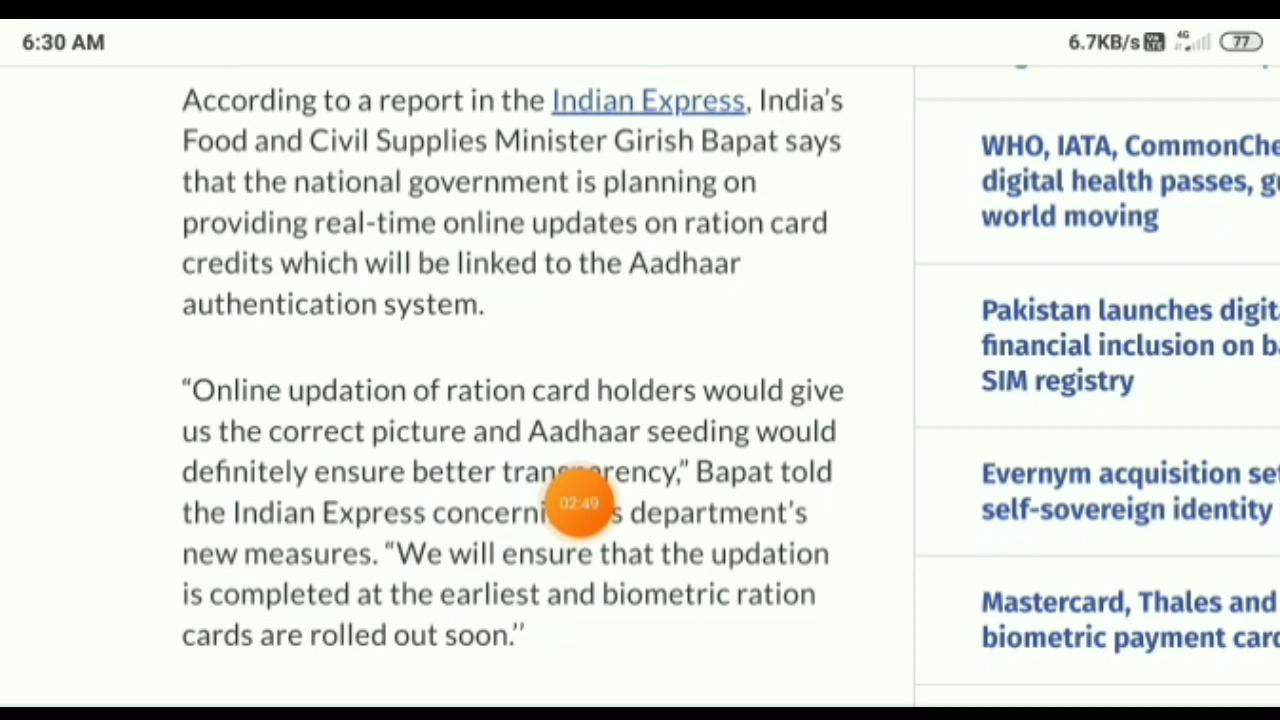 6:30 AM
6.7KB/s Vo LTE 4G 77
According to a report in the Indian Express, India's
Food and Civil Supplies Minister Girish Bapat says
that the national government is planning on
providing real-time online updates on ration card
credits which will be linked to the Aadhaar
authentication system.
“Online updation of ration card holders would give
us the correct picture and Aadhaar seeding would
definitely ensure better transparency,” Bapat told
02:49
the Indian Express department's
new measures. “We will ensure that the updation
is completed at the earliest and biometric ration
cards are rolled out soon.’’
WHO, IATA, CommonChe
digital health passes, gu
world moving
Pakistan launches digit
financial inclusion on b
SIM registry
Evernym acquisition se
self-sovereign identity
Mastercard, Thales and
biometric payment card